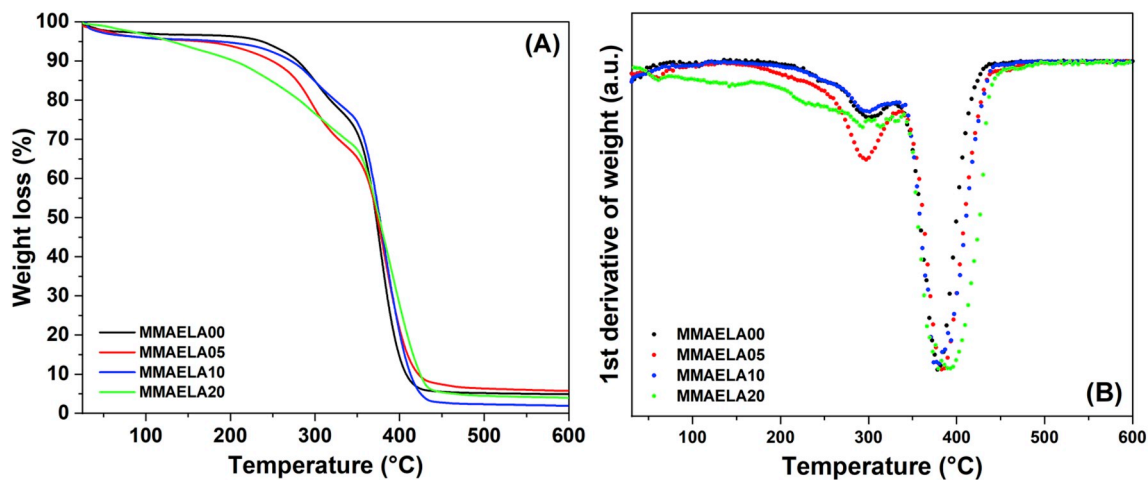 (A)
Weight loss (%)
100
90
80
70
60
50
40
30
20
10
0
MMAELA00
MMAELA05
MMAELA10
MMAELA20
100 200 300 400 500 600
Temperature (°C)
1st derivative of weight (a.u.)
MMAELA00
MMAELA05
MMAELA10
MMAELA20
(B)
100 200 300 400 500 600
Temperature (°C)